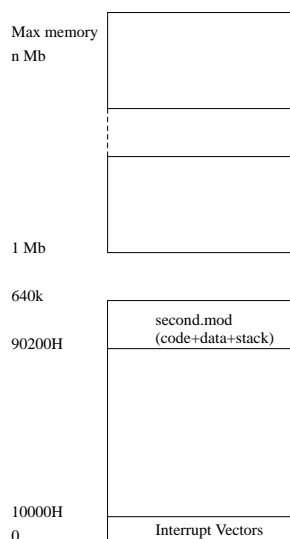 Max memory
n Mb
1 Mb
640k
second.mod
(code+data+stack)
90200H
10000H
Interrupt Vectors
0